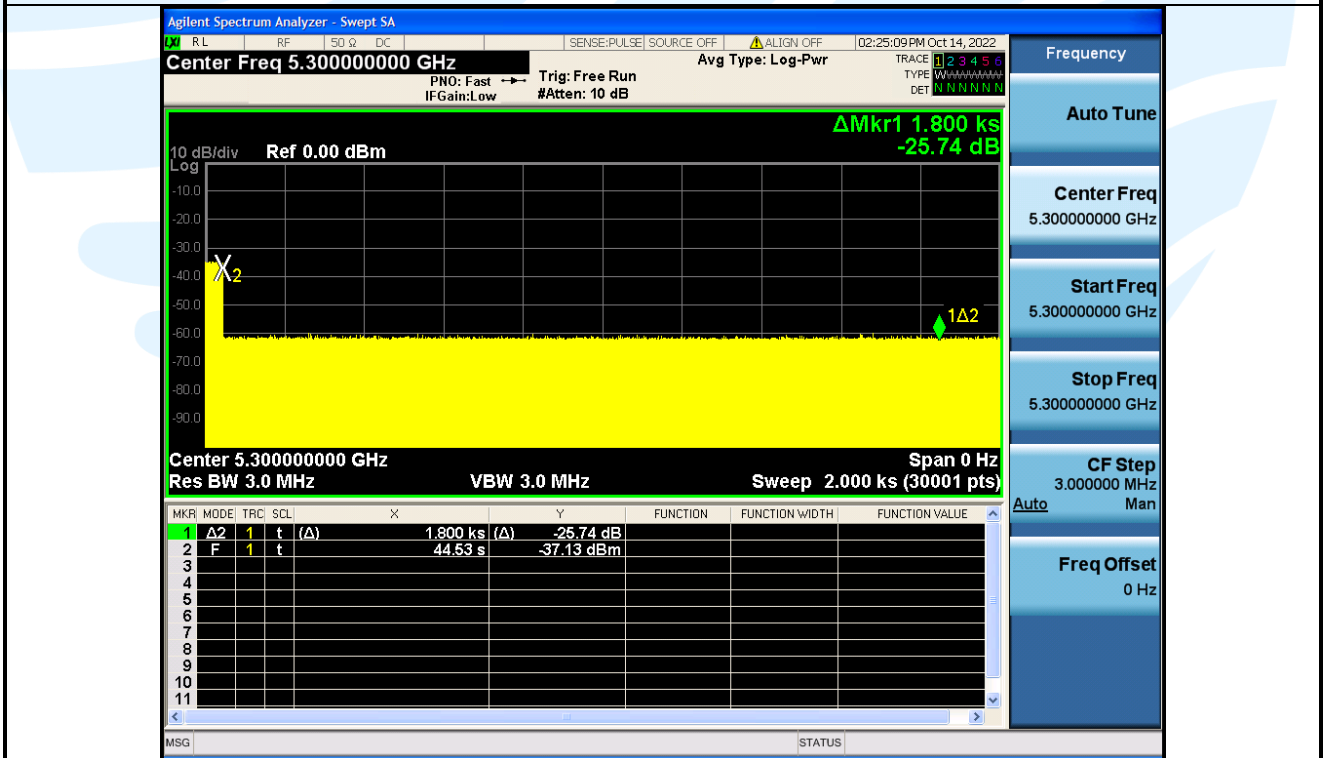 Agilent Spectrum Analyzer - Swept SA
LXI RL RF 50 Ω DC SENSE:PULSE SOURCE OFF ALIGN OFF 02:25:09 PM Oct 14, 2022
Center Freq 5.300000000 GHz
PNO: Fast
IFGain:Low
Trig: Free Run
#Atten: 10 dB
Avg Type: Log-Pwr
TRACE 1 2 3 4 5 6
TYPE
DET N N N N N N
ΔMkr1 1.800 ks
-25.74 dB
10 dB/div Ref 0.00 dBm
Log
-10.0
-20.0
-30.0
-40.0
-50.0
-60.0
-70.0
-80.0
-90.0
X2
1Δ2
Center 5.300000000 GHz Span 0 Hz
Res BW 3.0 MHz VBW 3.0 MHz Sweep 2.000 ks (30001 pts)
MKR MODE TRC SCL X Y FUNCTION FUNCTION WIDTH FUNCTION VALUE
1 Δ2 1 t (Δ) 1.800 ks (Δ) -25.74 dB
2 F 1 t 44.53 s -37.13 dBm
3
4
5
6
7
8
9
10
11
MSG STATUS
Frequency
Auto Tune
Center Freq
5.300000000 GHz
Start Freq
5.300000000 GHz
Stop Freq
5.300000000 GHz
CF Step
3.000000 MHz
Auto Man
Freq Offset
0 Hz